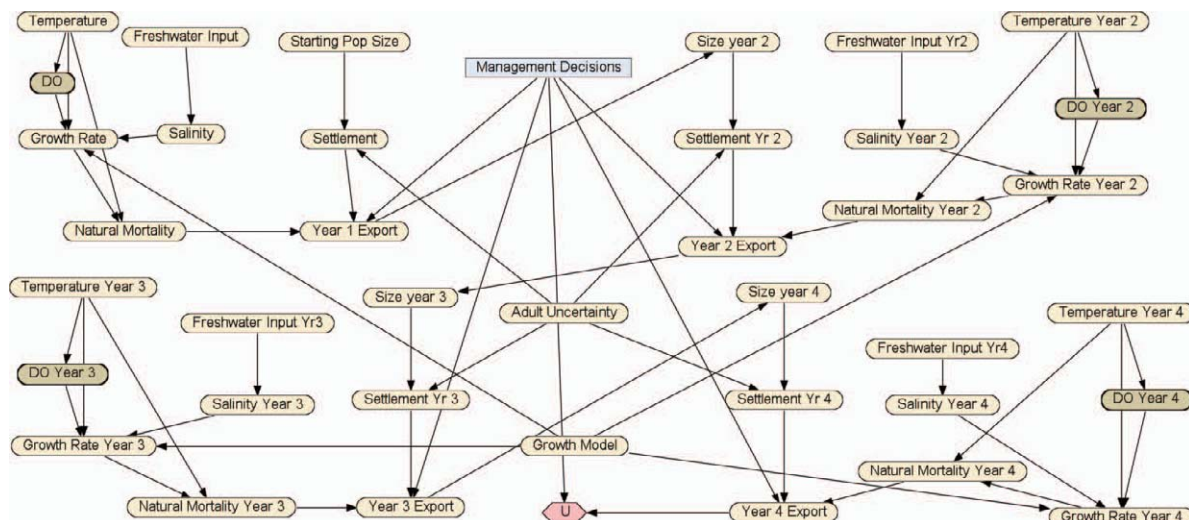 Temperature
Freshwater Input
Starting Pop Size
Size year 2
Freshwater Input Yr2
Temperature Year 2
Management Decisions
DO
DO Year 2
Growth Rate
Salinity
Settlement
Settlement Yr 2
Salinity Year 2
Growth Rate Year 2
Natural Mortality Year 2
Natural Mortality
Year 1 Export
Year 2 Export
Temperature Year 3
Size year 3
Size year 4
Adult Uncertainty
Temperature Year 4
Freshwater Input Yr3
Freshwater Input Yr4
DO Year 3
Salinity Year 3
Settlement Yr 3
Settlement Yr 4
Salinity Year 4
DO Year 4
Growth Rate Year 3
Growth Model
Natural Mortality Year 4
Natural Mortality Year 3
Year 3 Export
U
Year 4 Export
Growth Rate Year 4